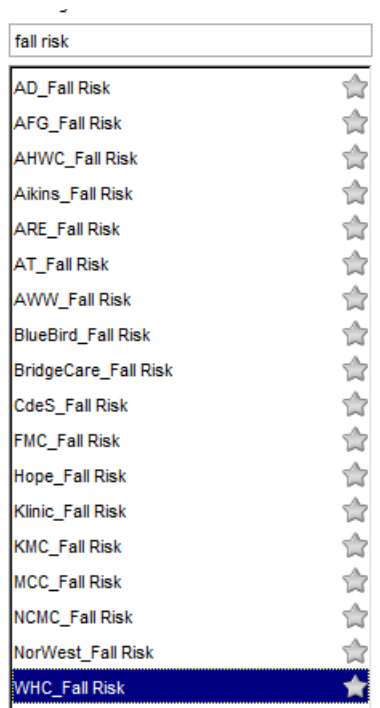 fall risk
AD_Fall Risk
AFG_Fall Risk
AHWC_Fall Risk
Aikins_Fall Risk
ARE_Fall Risk
AT_Fall Risk
AWW_Fall Risk
BlueBird_Fall Risk
BridgeCare_Fall Risk
CdeS_Fall Risk
FMC_Fall Risk
Hope_Fall Risk
Klinic_Fall Risk
KMC_Fall Risk
MCC_Fall Risk
NCMC_Fall Risk
NorWest_Fall Risk
WHC_Fall Risk